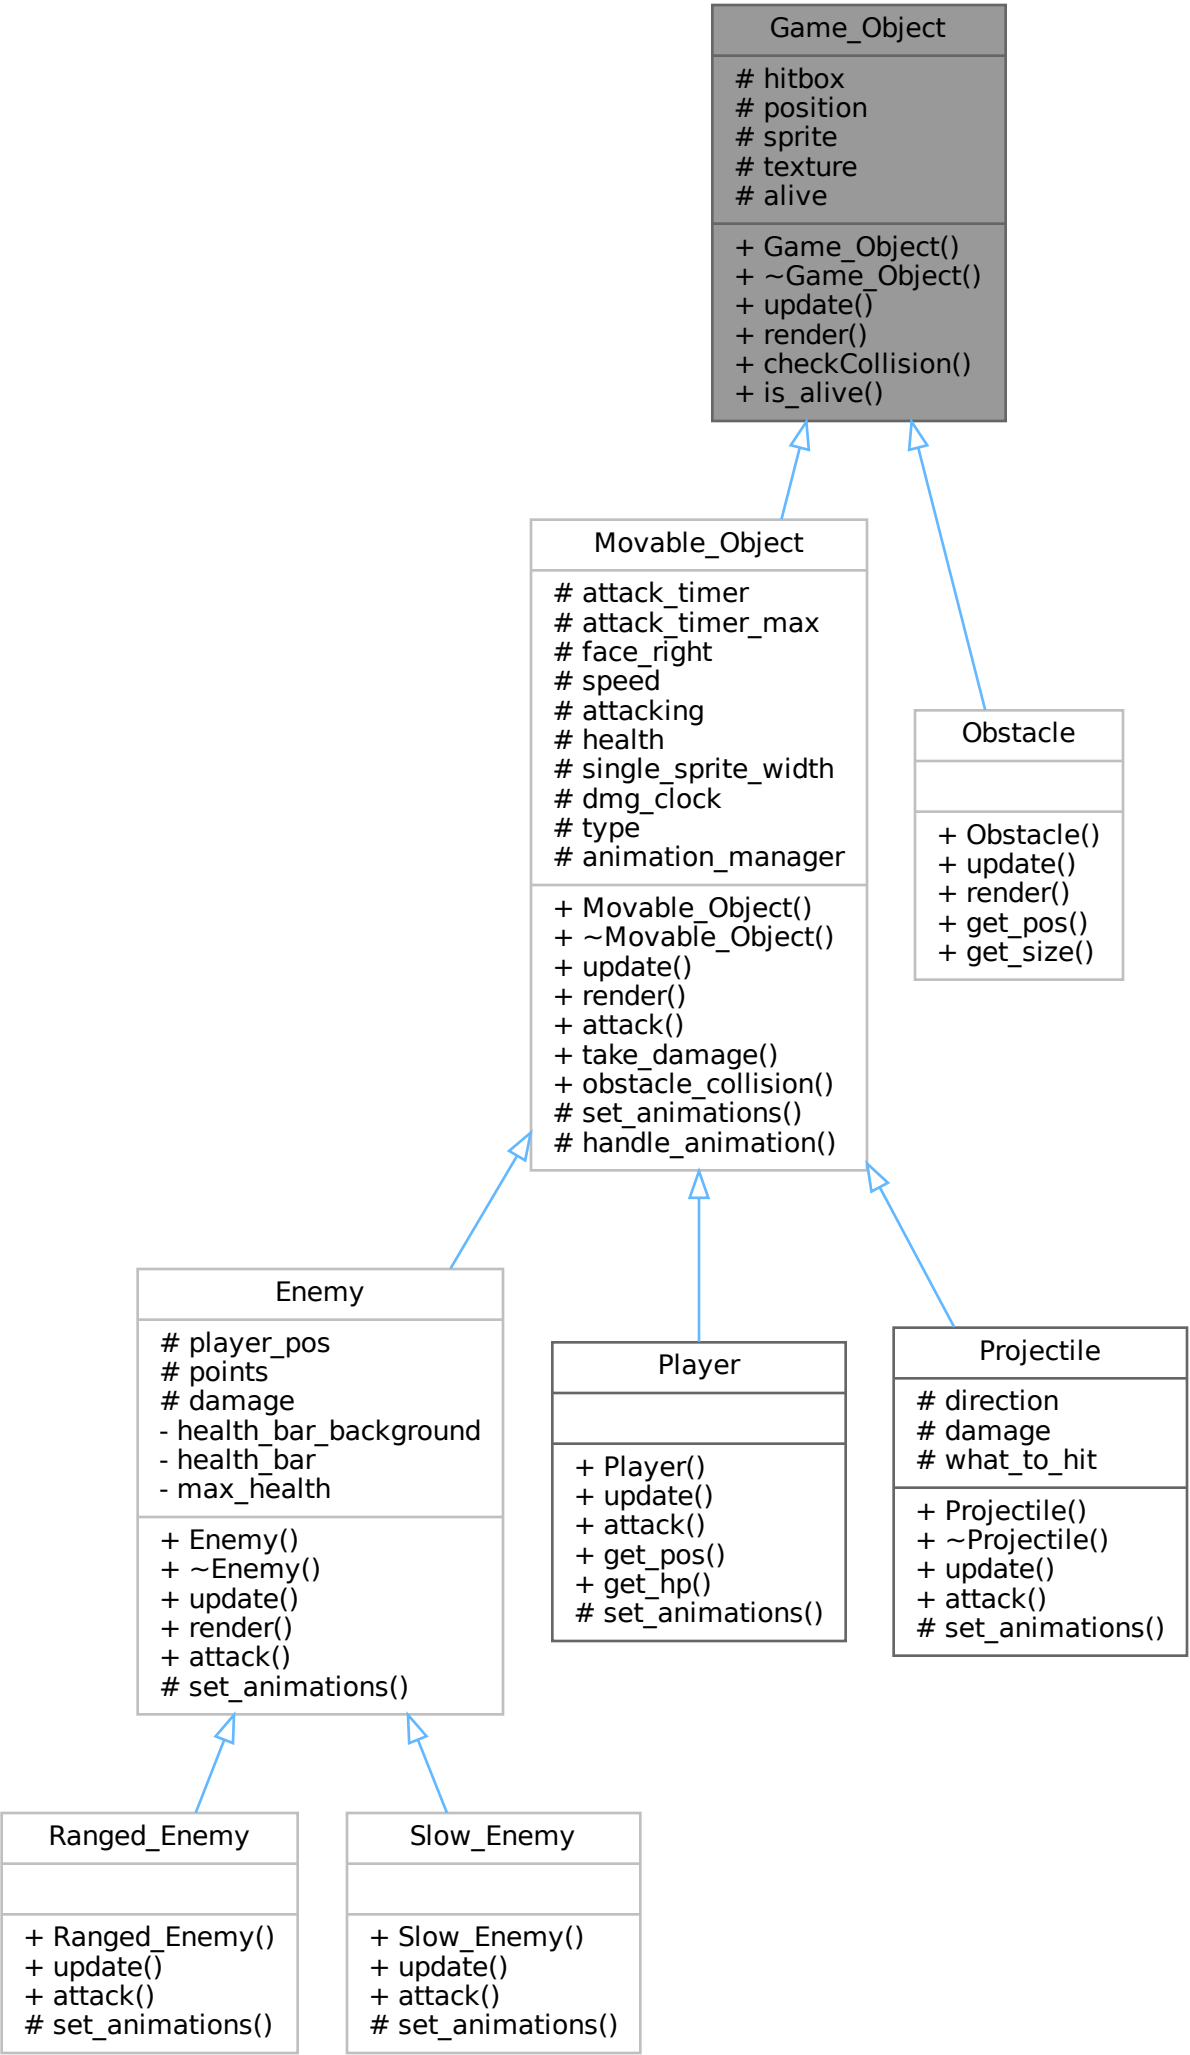 Game_Object
# hitbox
# position
# sprite
# texture
# alive
+ Game_Object()
+ ~Game_Object()
+ update()
+ render()
+ checkCollision()
+ is_alive()
Movable_Object
# attack_timer
# attack_timer_max
# face_right
# speed
# attacking
# health
# single_sprite_width
# dmg_clock
# type
# animation_manager
+ Movable_Object()
+ ~Movable_Object()
+ update()
+ render()
+ attack()
+ take_damage()
+ obstacle_collision()
# set_animations()
# handle_animation()
Obstacle
+ Obstacle()
+ update()
+ render()
+ get_pos()
+ get_size()
Enemy
# player_pos
# points
# damage
- health_bar_background
- health_bar
- max_health
+ Enemy()
+ ~Enemy()
+ update()
+ render()
+ attack()
# set_animations()
Player
+ Player()
+ update()
+ attack()
+ get_pos()
+ get_hp()
# set_animations()
Projectile
# direction
# damage
# what_to_hit
+ Projectile()
+ ~Projectile()
+ update()
+ attack()
# set_animations()
Ranged_Enemy
+ Ranged_Enemy()
+ update()
+ attack()
# set_animations()
Slow_Enemy
+ Slow_Enemy()
+ update()
+ attack()
# set_animations()